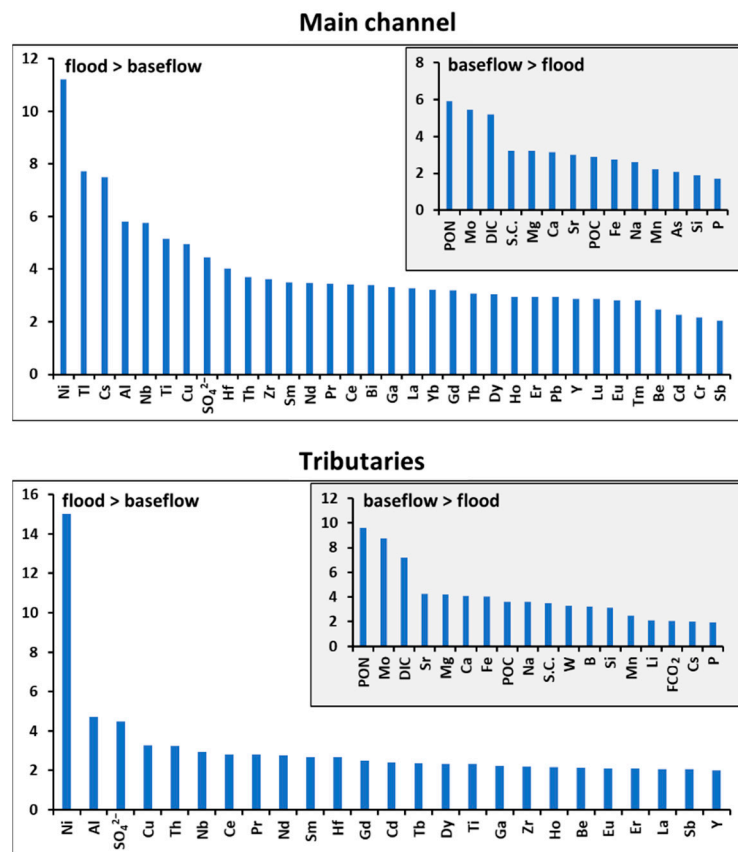 Main channel
flood > baseflow
12
10
8
6
4
2
0
Ni Tl Cs Al Nb Ti Cu SO₄²⁻ Hf Th Zr Sm Nd Pr Ce Bi Ga La Yb Gd Tb Dy Ho Er Pb Y Lu Eu Tm Be Cd Cr Sb
baseflow > flood
8
6
4
2
0
PON Mo DIC S.C. Mg Ca Sr POC Fe Na Mn As Si P
Tributaries
flood > baseflow
16
14
12
10
8
6
4
2
0
Ni Al SO₄²⁻ Cu Th Nb Ce Pr Nd Sm Hf Gd Cd Tb Dy Ti Ga Zr Ho Be Eu Er La Sb Y
baseflow > flood
12
10
8
6
4
2
0
PON Mo DIC Sr Mg Ca Fe POC Na S.C. W B Si Mn Li FCO₂ Cs P